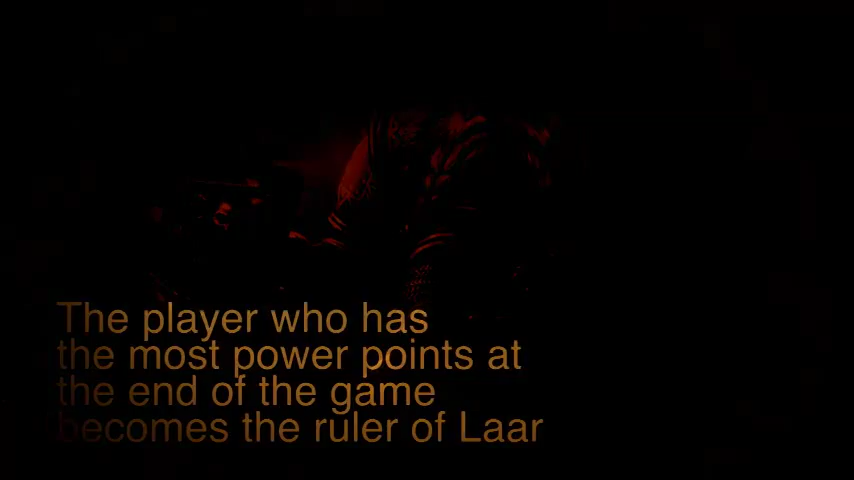 The player who has
the most power points at
the end of the game
becomes the ruler of Laar